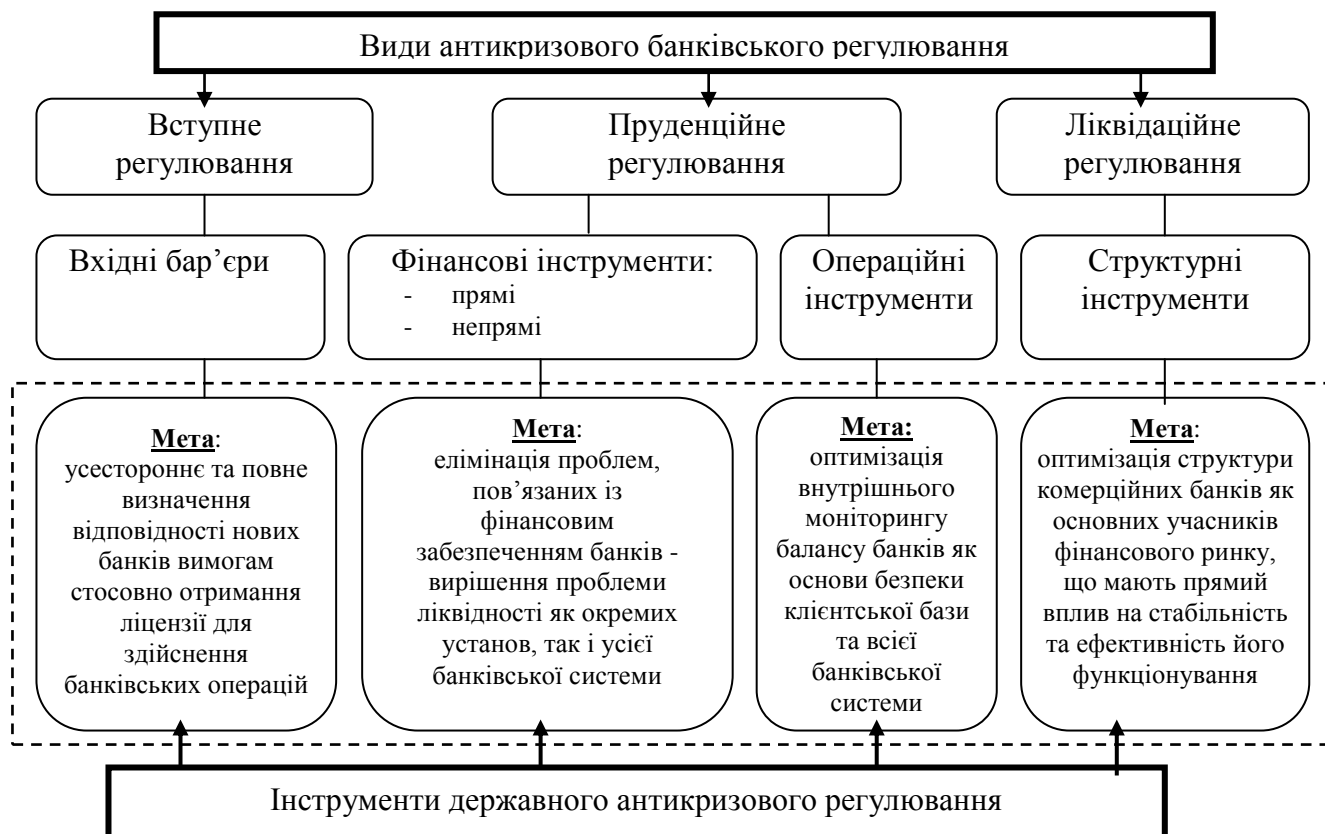 Види антикризового банківського регулювання
Вступне
регулювання
Пруденційне
регулювання
Ліквідаційне
регулювання
Вхідні бар’єри
Фінансові інструменти:
- прямі
- непрямі
Операційні
інструменти
Структурні
інструменти
Мета:
усестороннє та повне
визначення
відповідності нових
банків вимогам
стосовно отримання
ліцензії для
здійснення
банківських операцій
Мета:
елімінація проблем,
пов’язаних із
фінансовим
забезпеченням банків -
вирішення проблеми
ліквідності як окремих
установ, так і усієї
банківської системи
Мета:
оптимізація
внутрішнього
моніторингу
балансу банків як
основи безпеки
клієнтської бази
та всієї
банківської
системи
Мета:
оптимізація структури
комерційних банків як
основних учасників
фінансового ринку,
що мають прямий
вплив на стабільність
та ефективність його
функціонування
Інструменти державного антикризового регулювання